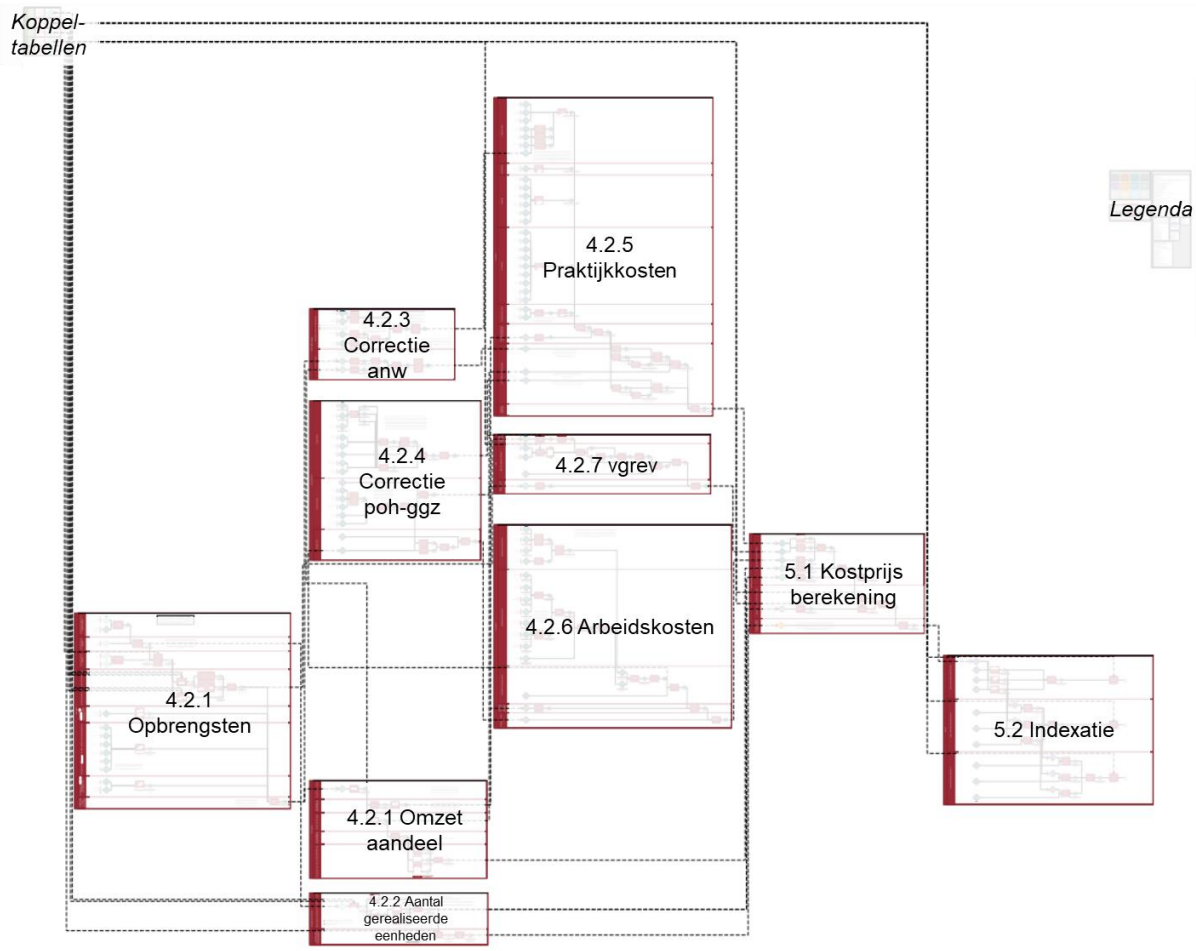 Koppel-
tabellen
Legenda
4.2.5
Praktijkkosten
4.2.3
Correctie
anw
4.2.4
Correctie
poh-ggz
4.2.7 vgrev
4.2.6 Arbeidskosten
5.1 Kostprijs
berekening
4.2.1
Opbrengsten
5.2 Indexatie
4.2.1 Omzet
aandeel
4.2.2 Aantal
gerealiseerde
eenheden